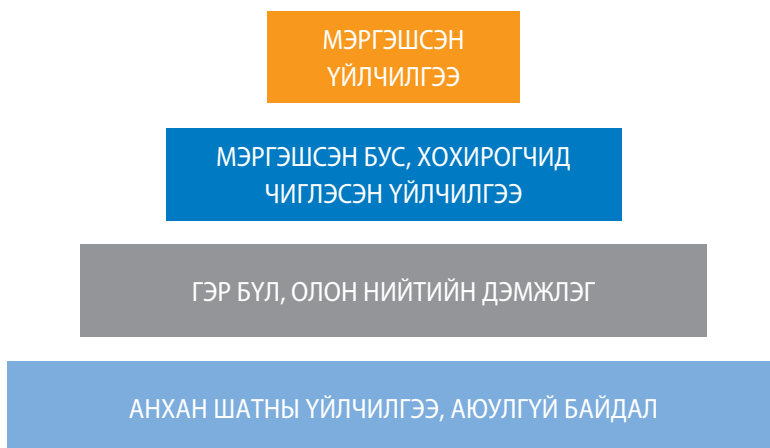 МЭРГЭШСЭН
ҮЙЛЧИЛГЭЭ
МЭРГЭШСЭН БУС, ХОХИРОГЧИД
ЧИГЛЭСЭН ҮЙЛЧИЛГЭЭ
ГЭР БҮЛ, ОЛОН НИЙТИЙН ДЭМЖЛЭГ
АНХАН ШАТНЫ ҮЙЛЧИЛГЭЭ, АЮУЛГҮЙ БАЙДАЛ